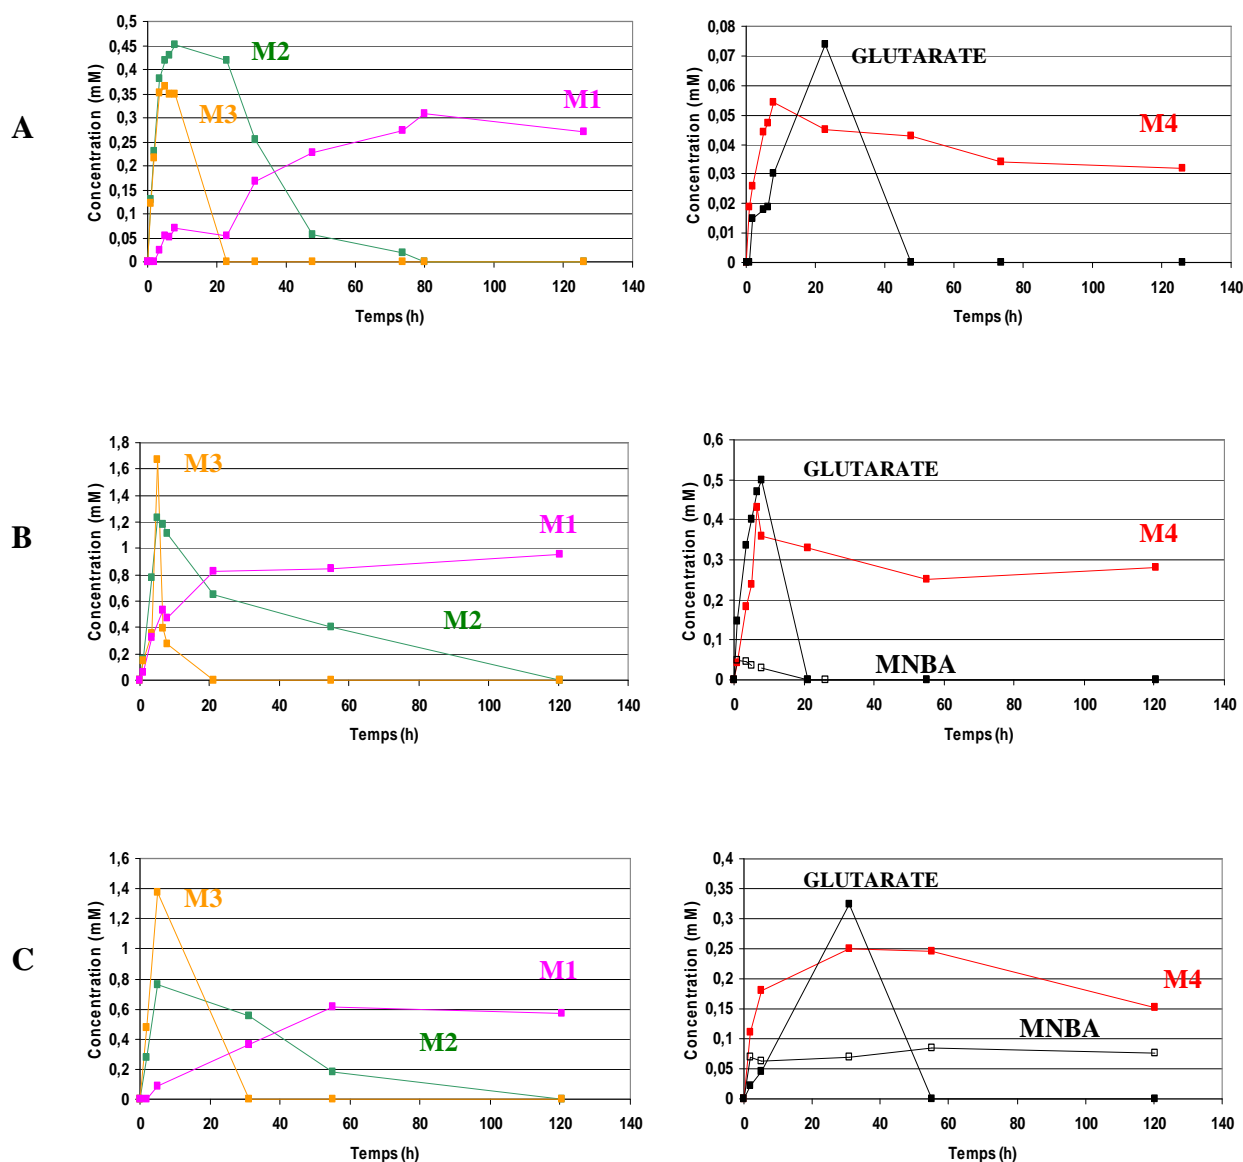 A
Concentration (mM)
0,5
0,45
0,4
0,35
0,3
0,25
0,2
0,15
0,1
0,05
0
M2
M3
M1
0 20 40 60 80 100 120 140
Temps (h)
Concentration (mM)
0,08
0,07
0,06
0,05
0,04
0,03
0,02
0,01
0
GLUTARATE
M4
0 20 40 60 80 100 120 140
Temps (h)
B
Concentration (mM)
1,8
1,6
1,4
1,2
1
0,8
0,6
0,4
0,2
0
M3
M1
M2
0 20 40 60 80 100 120 140
Temps (h)
Concentration (mM)
0,6
0,5
0,4
0,3
0,2
0,1
0
GLUTARATE
M4
MNBA
0 20 40 60 80 100 120 140
Temps (h)
C
Concentration (mM)
1,6
1,4
1,2
1
0,8
0,6
0,4
0,2
0
M3
M1
M2
0 20 40 60 80 100 120 140
Temps (h)
Concentration (mM)
0,4
0,35
0,3
0,25
0,2
0,15
0,1
0,05
0
GLUTARATE
M4
MNBA
0 20 40 60 80 100 120 140
Temps (h)